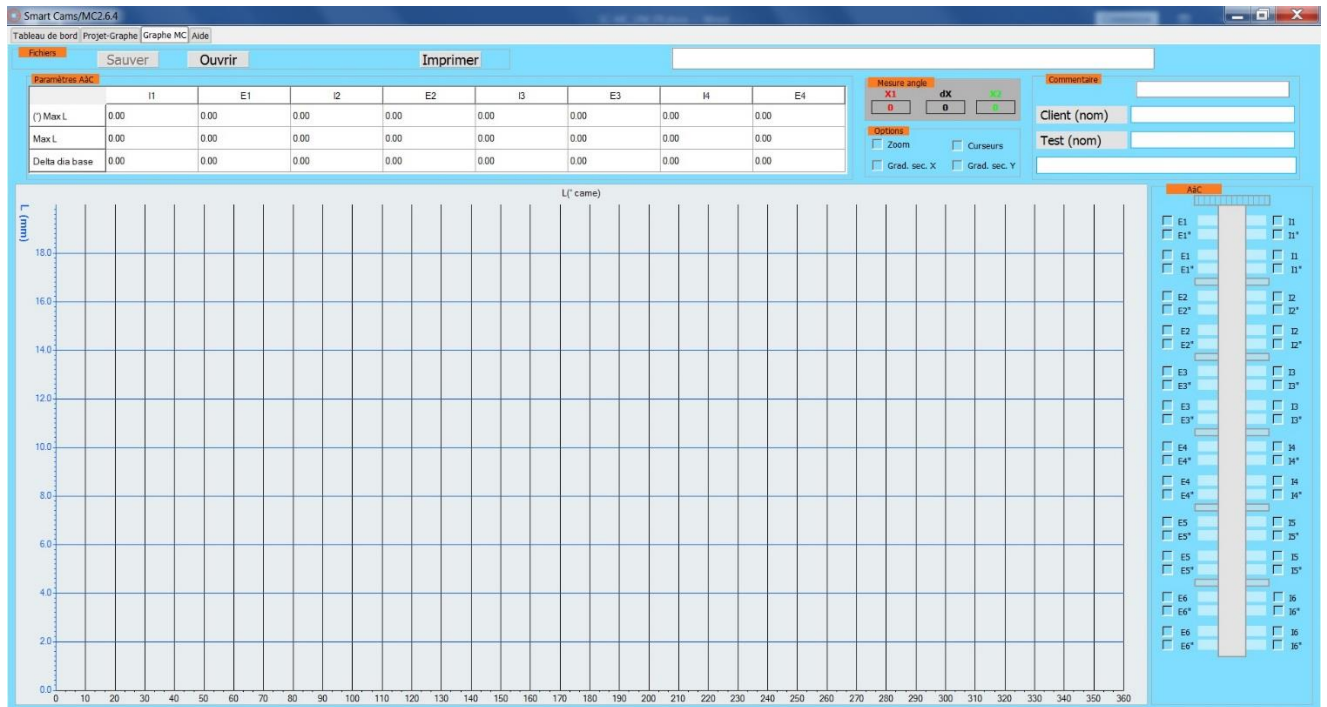 Smart Cams/MC2.6.4
Tableau de bord Projet-Graphe Graphe MC Aide
Fichiers
Sauver Ouvrir Imprimer
Paramètres AàC
I1 E1 I2 E2 I3 E3 I4 E4
(°) Max L 0.00 0.00 0.00 0.00 0.00 0.00 0.00 0.00
Max L 0.00 0.00 0.00 0.00 0.00 0.00 0.00 0.00
Delta dia base 0.00 0.00 0.00 0.00 0.00 0.00 0.00 0.00
Mesure angle
X1 dX X2
0 0 0
Options
Zoom Curseurs
Grad. sec. X Grad. sec. Y
Commentaire
Client (nom)
Test (nom)
L(° came)
L (mm)
18.0
16.0
14.0
12.0
10.0
8.0
6.0
4.0
2.0
0.0
0 10 20 30 40 50 60 70 80 90 100 110 120 130 140 150 160 170 180 190 200 210 220 230 240 250 260 270 280 290 300 310 320 330 340 350 360
AàC
E1 I1
E1* I1*
E1 I1
E1* I1*
E2 I2
E2* I2*
E2 I2
E2* I2*
E3 I3
E3* I3*
E3 I3
E3* I3*
E4 I4
E4* I4*
E4 I4
E4* I4*
E5 I5
E5* I5*
E5 I5
E5* I5*
E6 I6
E6* I6*
E6 I6
E6* I6*